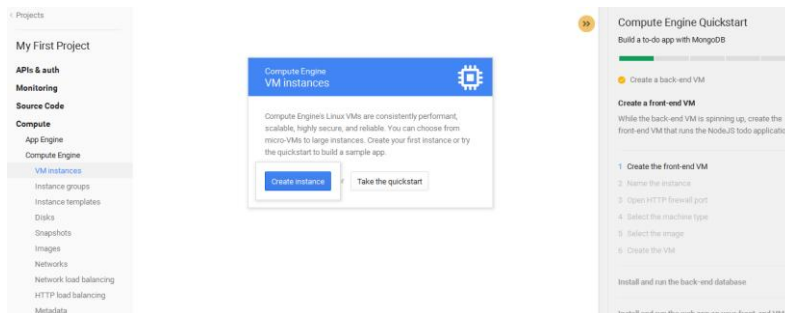 Projects
My First Project
APIs & auth
Monitoring
Source Code
Compute
App Engine
Compute Engine
VM instances
Instance groups
Instance templates
Disks
Snapshots
Images
Networks
Network load balancing
HTTP load balancing
Metadata
Compute Engine
VM instances
Compute Engine's Linux VMs are consistently performant,
scalable, highly secure, and reliable. You can choose from
micro-VMs to large instances. Create your first instance or try
the quickstart to build a sample app.
Create instance
Take the quickstart
Compute Engine Quickstart
Build a to-do app with MongoDB
Create a back-end VM
Create a front-end VM
While the back-end VM is spinning up, create the
front-end VM that runs the NodeJS todo
1 Create the front-end VM
2 Name the instance
3 Open HTTP firewall port
4 Select the machine type
5 Select the image
6 Create the VM
Install and run the back-end database